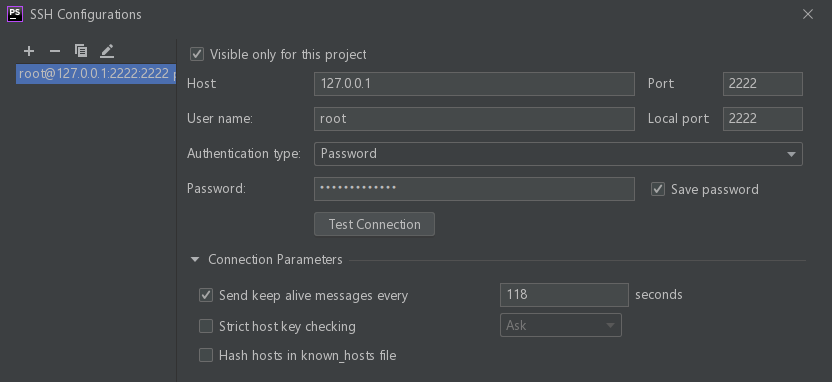 PS SSH Configurations
Visible only for this project
root@127.0.0.1:2222:2222
Host 127.0.0.1 Port 2222
User name: root Local port 2222
Authentication type: Password
Password: ••••••••••••• Save password
Test Connection
Connection Parameters
Send keep alive messages every 118 seconds
Strict host key checking Ask
Hash hosts in known_hosts file